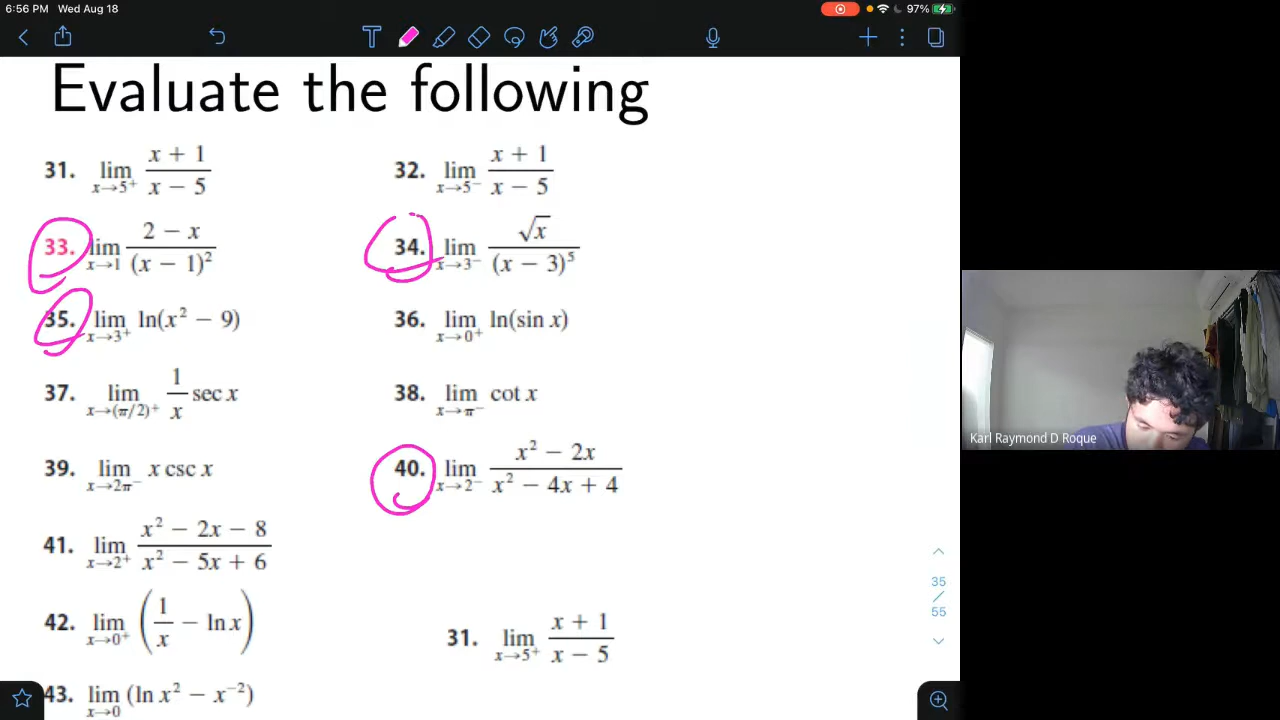 6:56 PM Wed Aug 18
97%
Evaluate the following
31. lim x→5⁺ (x + 1)/(x − 5)
32. lim x→5⁻ (x + 1)/(x − 5)
33. lim x→1 (2 − x)/(x − 1)²
34. lim x→3⁻ √x/(x − 3)⁵
35. lim x→3⁺ ln(x² − 9)
36. lim x→0⁺ ln(sin x)
37. lim x→(π/2)⁺ 1/x sec x
38. lim x→π⁻ cot x
39. lim x→2π⁻ x csc x
40. lim x→2⁻ (x² − 2x)/(x² − 4x + 4)
41. lim x→2⁺ (x² − 2x − 8)/(x² − 5x + 6)
42. lim x→0⁺ (1/x − ln x)
31. lim x→5⁺ (x + 1)/(x − 5)
43. lim x→0 (ln x² − x⁻²)
35
/
55
Karl Raymond D Roque